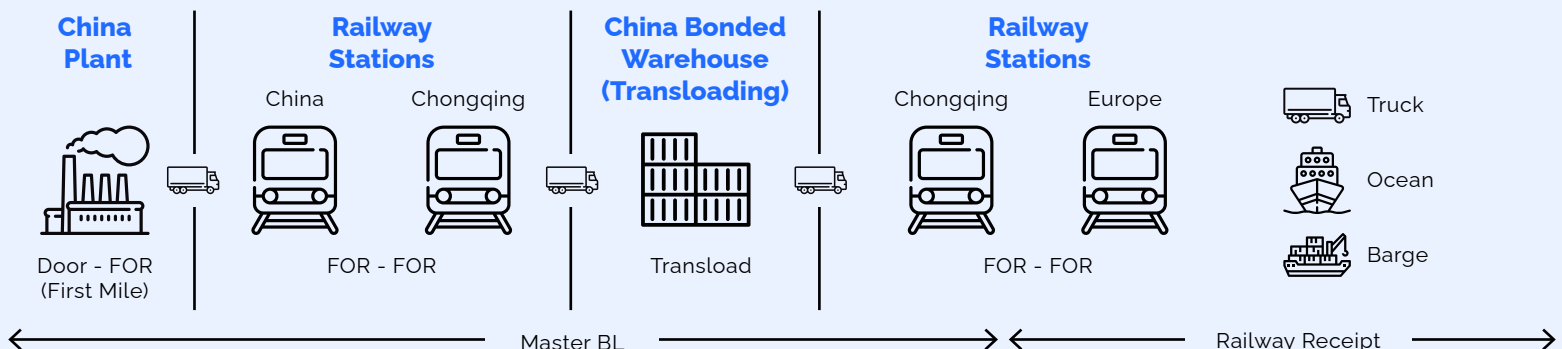 China
Plant
Railway
Stations
China Bonded
Warehouse
(Transloading)
Railway
Stations
China
Chongqing
Chongqing
Europe
Truck
Ocean
Barge
Door - FOR
(First Mile)
FOR - FOR
Transload
FOR - FOR
Master BL
Railway Receipt